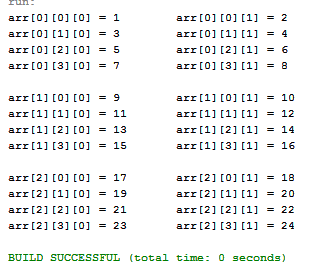 run:
arr[0][0][0] = 1 arr[0][0][1] = 2
arr[0][1][0] = 3 arr[0][1][1] = 4
arr[0][2][0] = 5 arr[0][2][1] = 6
arr[0][3][0] = 7 arr[0][3][1] = 8
arr[1][0][0] = 9 arr[1][0][1] = 10
arr[1][1][0] = 11 arr[1][1][1] = 12
arr[1][2][0] = 13 arr[1][2][1] = 14
arr[1][3][0] = 15 arr[1][3][1] = 16
arr[2][0][0] = 17 arr[2][0][1] = 18
arr[2][1][0] = 19 arr[2][1][1] = 20
arr[2][2][0] = 21 arr[2][2][1] = 22
arr[2][3][0] = 23 arr[2][3][1] = 24
BUILD SUCCESSFUL (total time: 0 seconds)